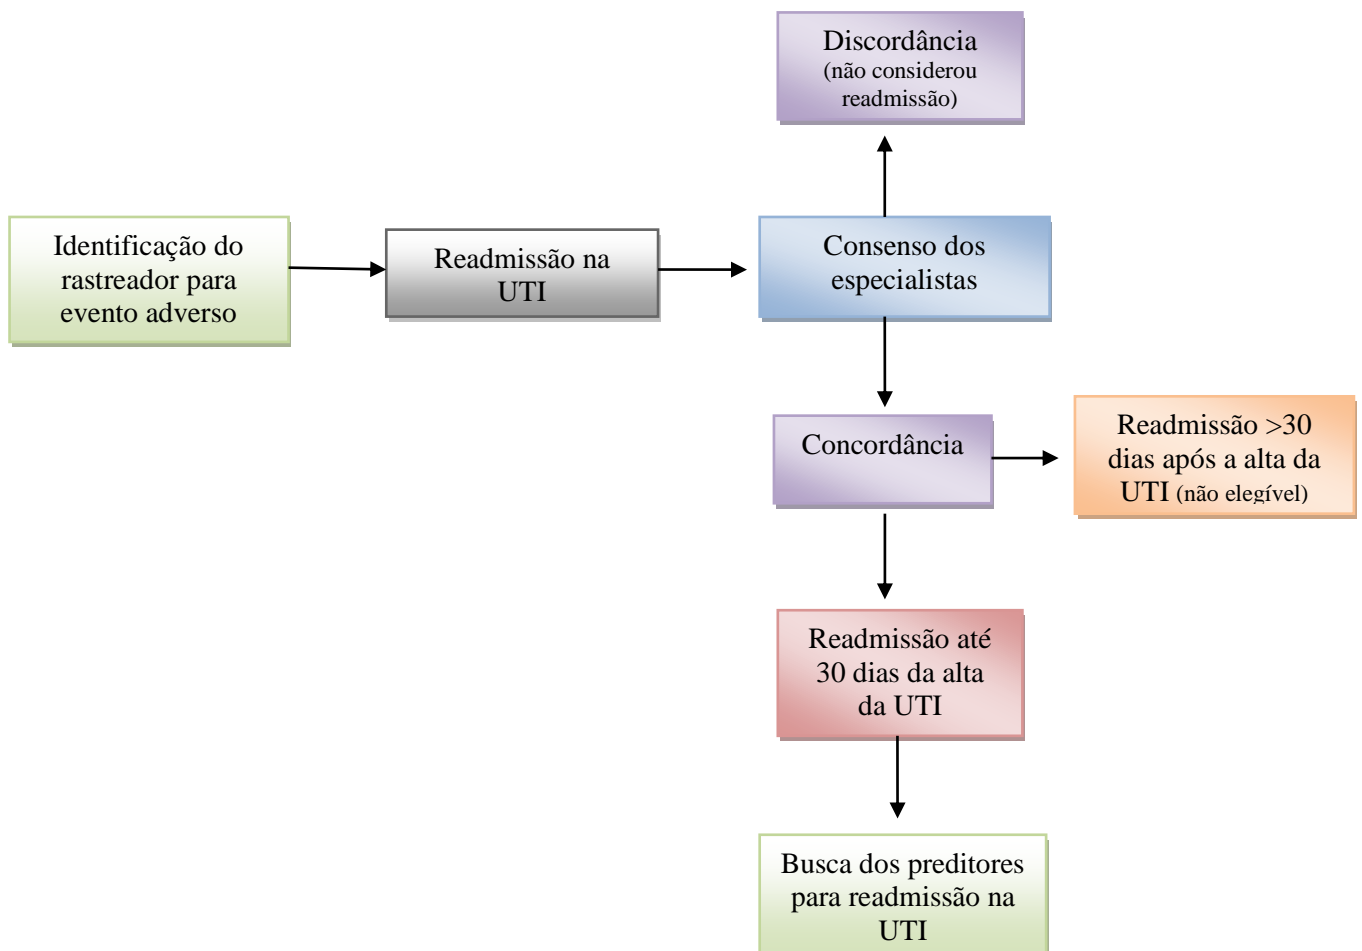 Discordância
(não considerou
readmissão)
Identificação do
rastreador para
evento adverso
Readmissão na
UTI
Consenso dos
especialistas
Concordância
Readmissão >30
dias após a alta da
UTI (não elegível)
Readmissão até
30 dias da alta
da UTI
Busca dos preditores
para readmissão na
UTI